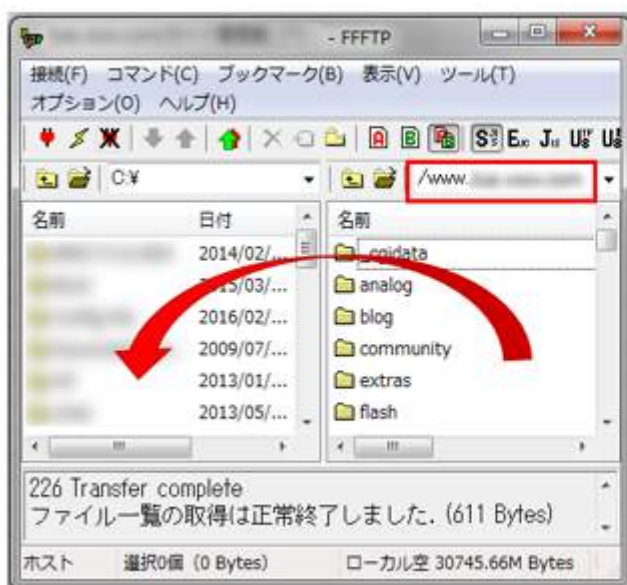 - FFFTP
接続(F) コマンド(C) ブックマーク(B) 表示(V) ツール(T)
オプション(O) ヘルプ(H)
A B S E J U U
C:¥
/www.
名前 日付
名前
2014/02/...
_cgidata
/03/...
analog
2016/02/...
blog
2009/07/...
community
2013/01/...
extras
2013/05/...
flash
226 Transfer complete
ファイル一覧の取得は正常終了しました. (611 Bytes)
ホスト 選択0個 (0 Bytes) ローカル空 30745.66M Bytes